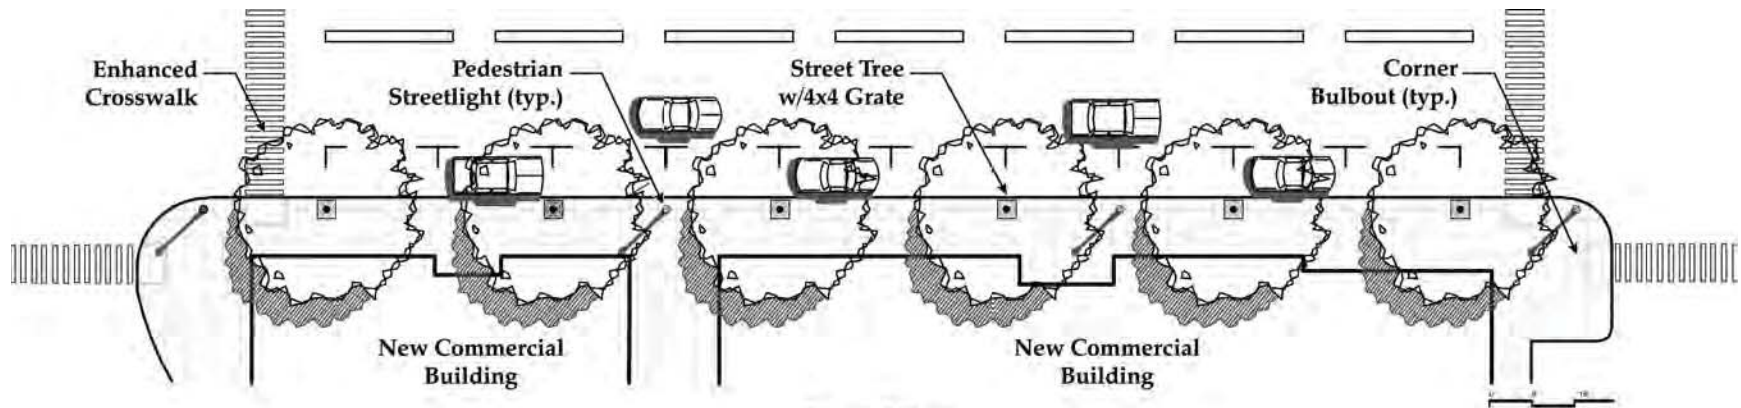 Enhanced
Crosswalk
Pedestrian
Streetlight (typ.)
Street Tree
w/4x4 Grate
Corner
Bulbout (typ.)
New Commercial
Building
New Commercial
Building